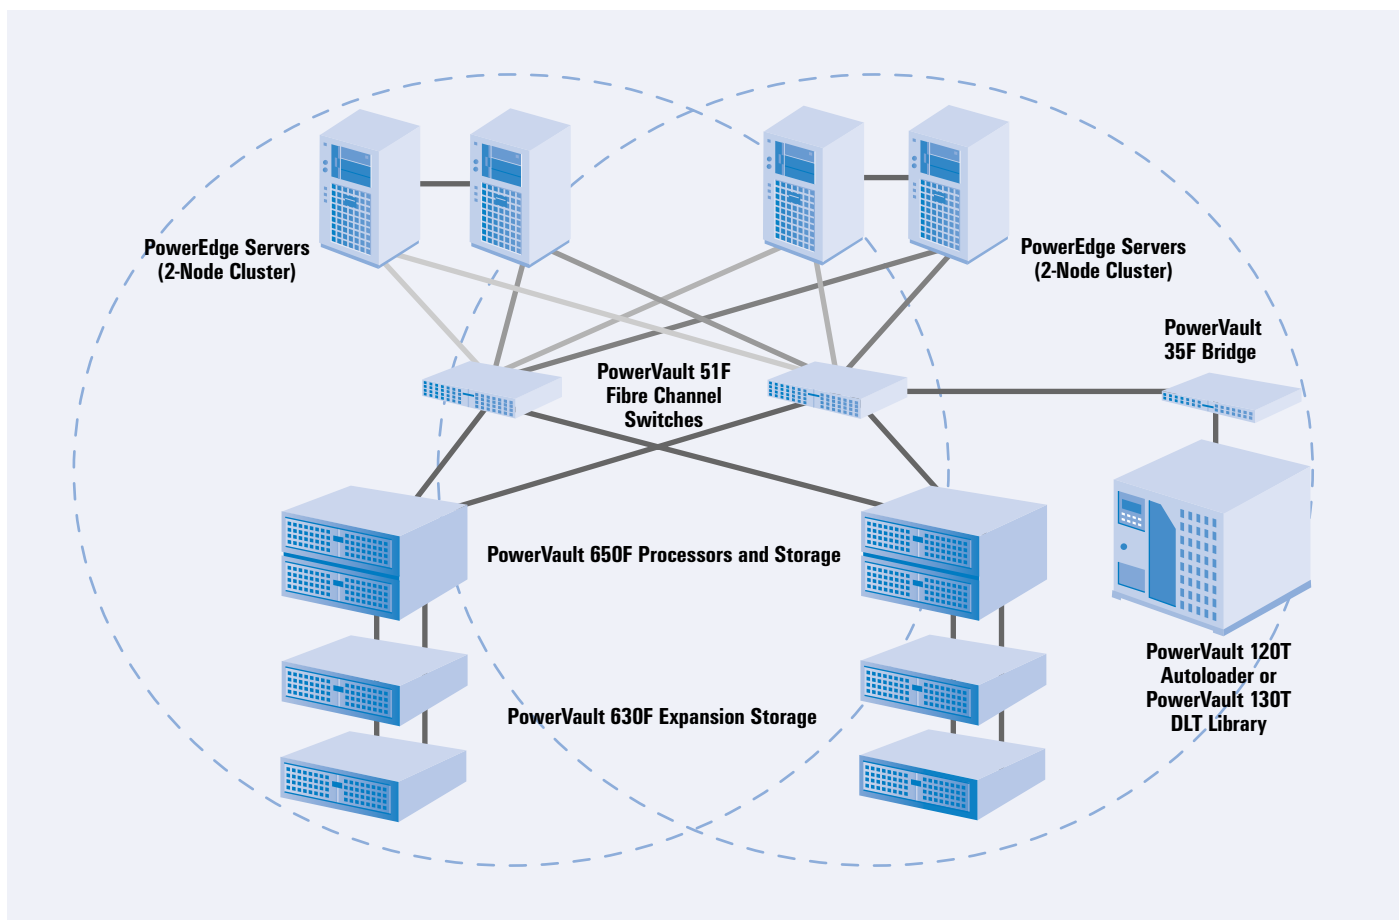 PowerEdge Servers
(2-Node Cluster)
PowerEdge Servers
(2-Node Cluster)
PowerVault
35F Bridge
PowerVault 51F
Fibre Channel
Switches
PowerVault 650F Processors and Storage
PowerVault 120T
Autoloader or
PowerVault 130T
DLT Library
PowerVault 630F Expansion Storage